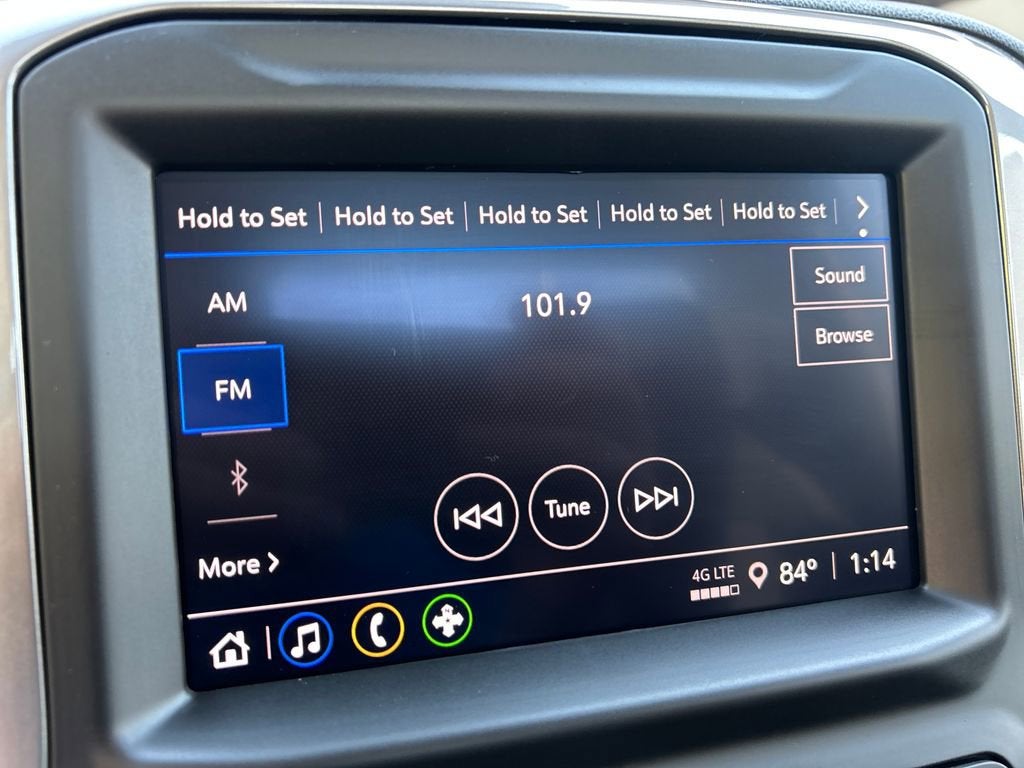 Hold to Set Hold to Set Hold to Set Hold to Set Hold to Set
AM
101.9
Sound
Browse
FM
Tune
More
4G LTE
84° 1:14